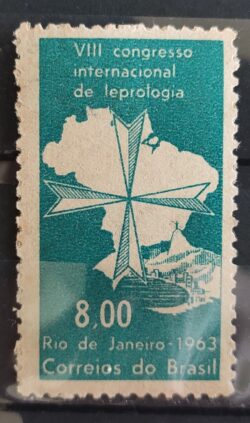 VIII congresso
internacional
de leprologia
8,00
Rio de Janeiro-1963
Correios do Brasil